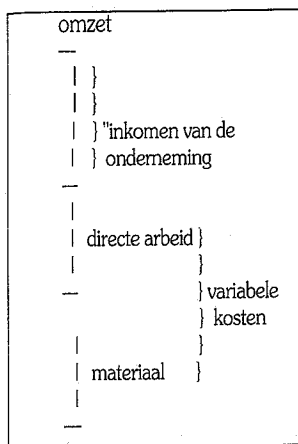 omzet
—
| }
| }
| } "inkomen van de
| } onderneming
—
|
| directe arbeid }
| }
— } variabele
} kosten
| }
| materiaal }
|
—